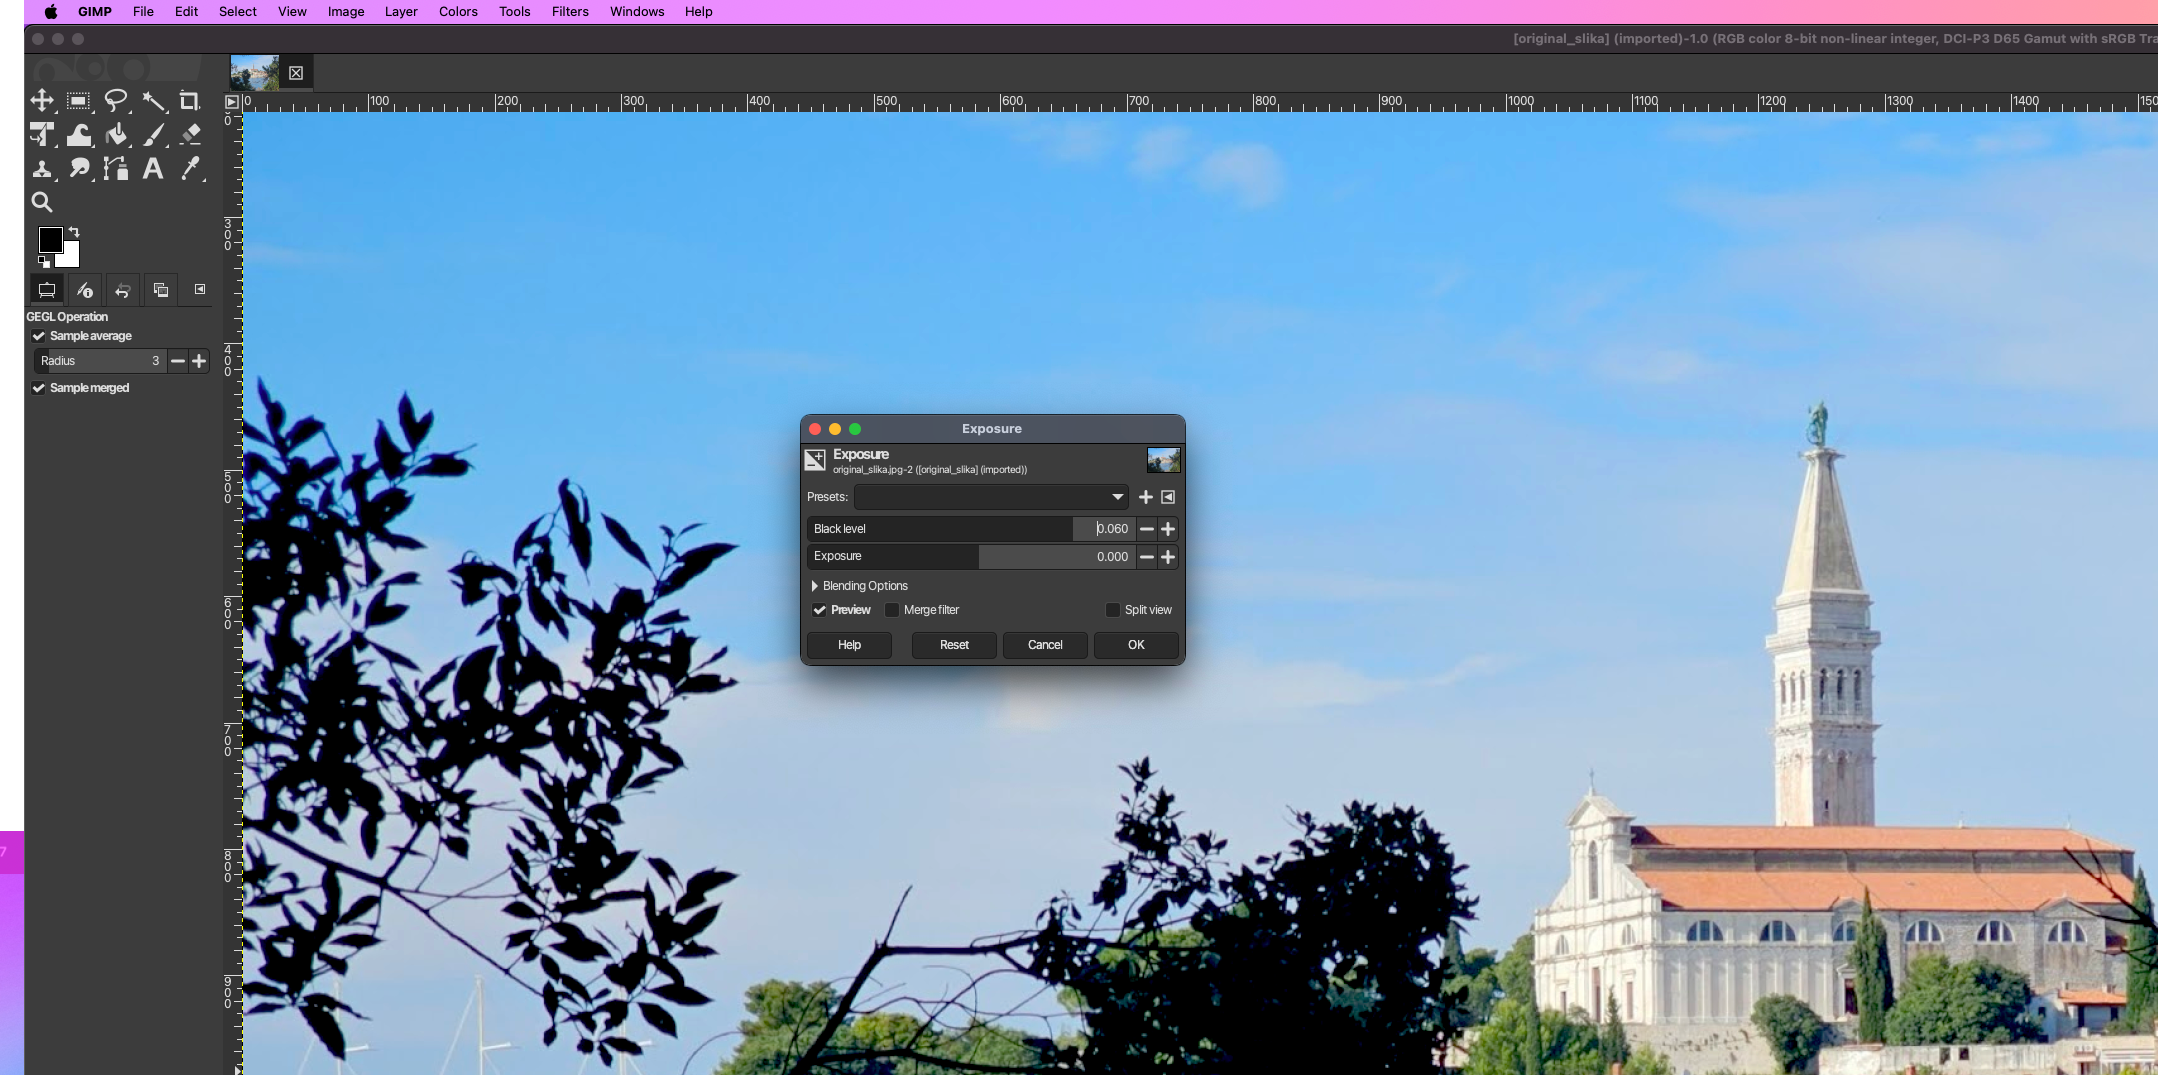 GIMP File Edit Select View Image Layer Colors Tools Filters Windows Help
[original_slika] (imported)-1.0 (RGB color 8-bit non-linear integer, DCI-P3 D65 Gamut with sRGB Tra
0 100 200 300 400 500 600 700 800 900 1000 1100 1200 1300 1400 150
0
300
400
500
600
700
800
900
GEGL Operation
Sample average
Radius 3
Sample merged
Exposure
Exposure
original_slika.jpg-2 ([original_slika] (imported))
Presets:
Black level 0.060
Exposure 0.000
Blending Options
Preview Merge filter Split view
Help Reset Cancel OK
7